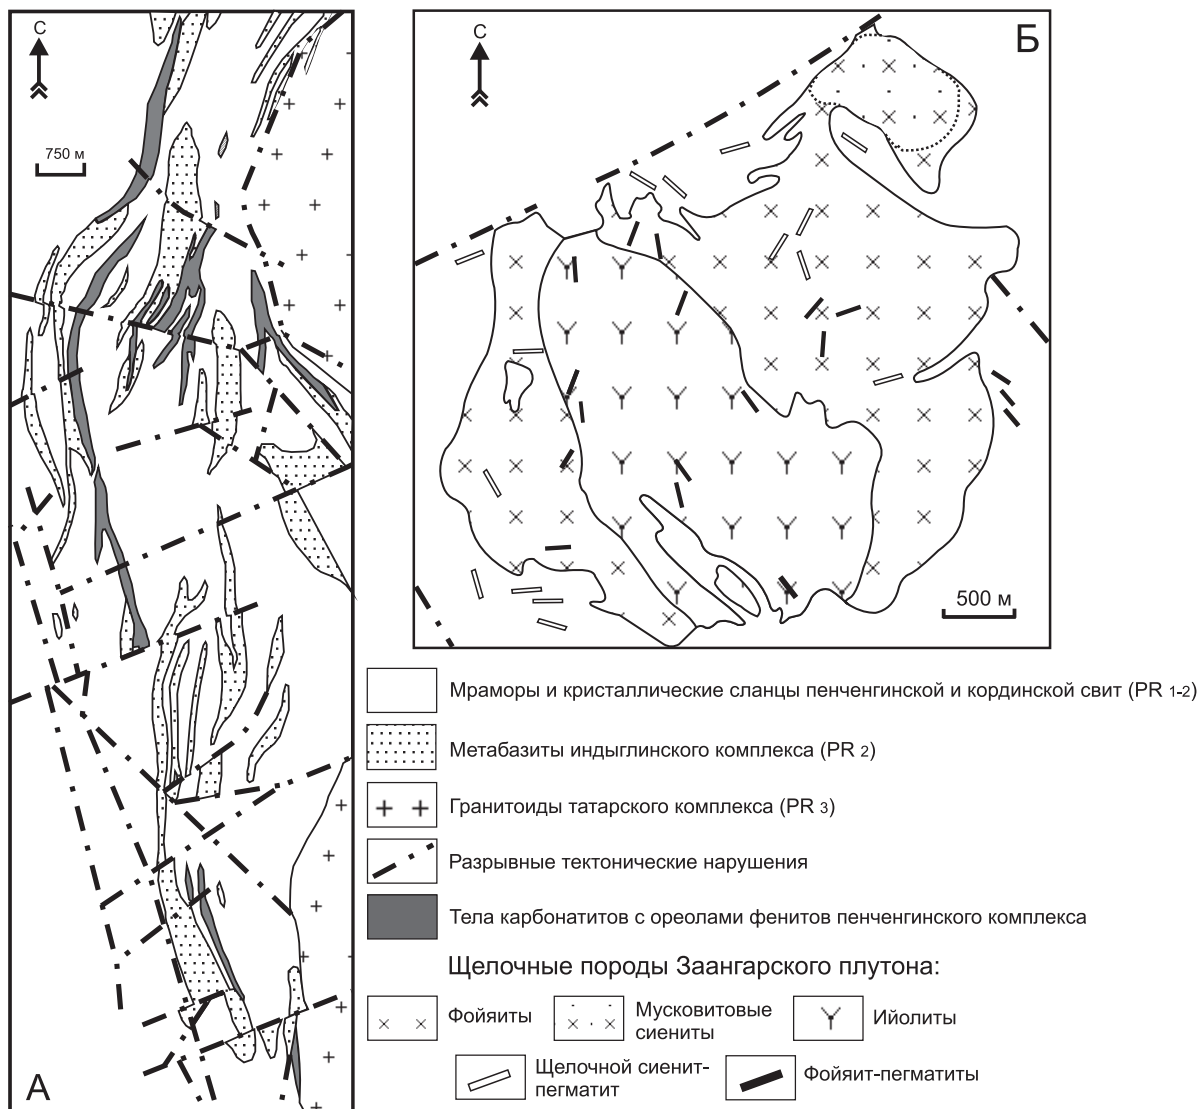 С
750 м
А
С
Б
500 м
Мраморы и кристаллические сланцы пенченгинской и кординской свит (PR 1-2)
Метабазиты индыглинского комплекса (PR 2)
Гранитоиды татарского комплекса (PR 3)
Разрывные тектонические нарушения
Тела карбонатитов с ореолами фенитов пенченгинского комплекса
Щелочные породы Заангарского плутона:
Фойяиты
Мусковитовые
сиениты
Ийолиты
Щелочной сиенит-
пегматит
Фойяит-пегматиты